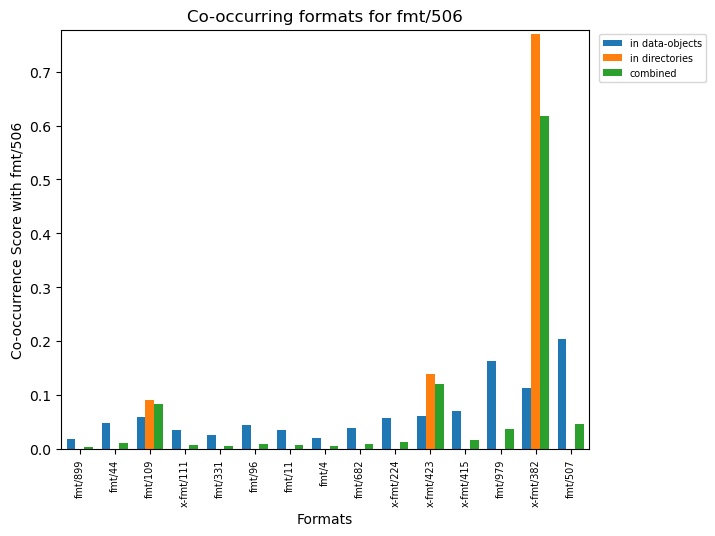 Co-occurring formats for fmt/506
in data-objects
in directories
combined
Co-occurrence Score with fmt/506
0.7
0.6
0.5
0.4
0.3
0.2
0.1
0.0
fmt/899
fmt/44
fmt/109
x-fmt/111
fmt/331
fmt/96
fmt/11
fmt/4
fmt/682
x-fmt/224
x-fmt/423
x-fmt/415
fmt/979
x-fmt/382
fmt/507
Formats